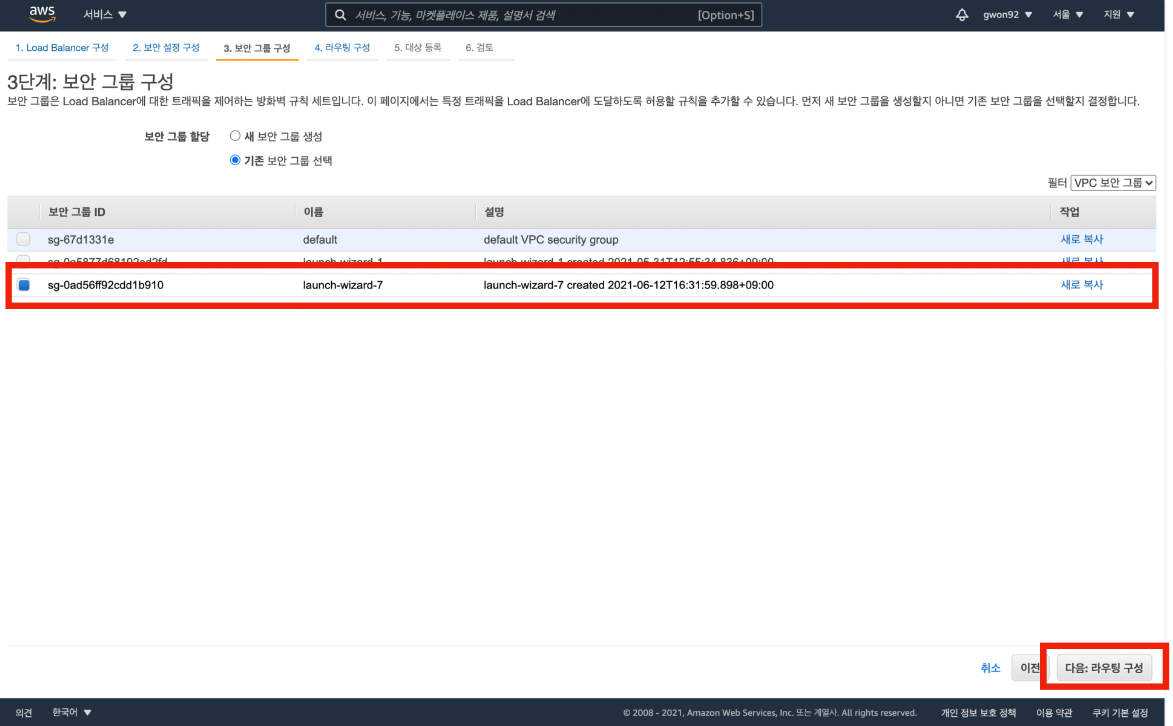 aws 서비스 ▼ 서비스, 기능, 마켓플레이스 제품, 설명서 검색 [Option+S] gwon92 ▼ 서울 ▼ 지원 ▼
1. Load Balancer 구성 2. 보안 설정 구성 3. 보안 그룹 구성 4. 라우팅 구성 5. 대상 등록 6. 검토
3단계: 보안 그룹 구성
보안 그룹은 Load Balancer에 대한 트래픽을 제어하는 방화벽 규칙 세트입니다. 이 페이지에서는 특정 트래픽을 Load Balancer에 도달하도록 허용할 규칙을 추가할 수 있습니다. 먼저 새 보안 그룹을 생성할지 아니면 기존 보안 그룹을 선택할지 결정합니다.
보안 그룹 할당 새 보안 그룹 생성
기존 보안 그룹 선택
필터 VPC 보안 그룹
보안 그룹 ID 이름 설명 작업
sg-67d1331e default default VPC security group 새로 복사
launch-wizard-1 launch-wizard-1 created 2021-05-31T12:55:34.836+09:00 새로 복사
sg-0ad56ff92cdd1b910 launch-wizard-7 launch-wizard-7 created 2021-06-12T16:31:59.898+09:00 새로 복사
취소 이전 다음: 라우팅 구성
의견 한국어 ▼ © 2008 - 2021, Amazon Web Services, Inc. 또는 계열사. All rights reserved. 개인 정보 보호 정책 이용 약관 쿠키 기본 설정